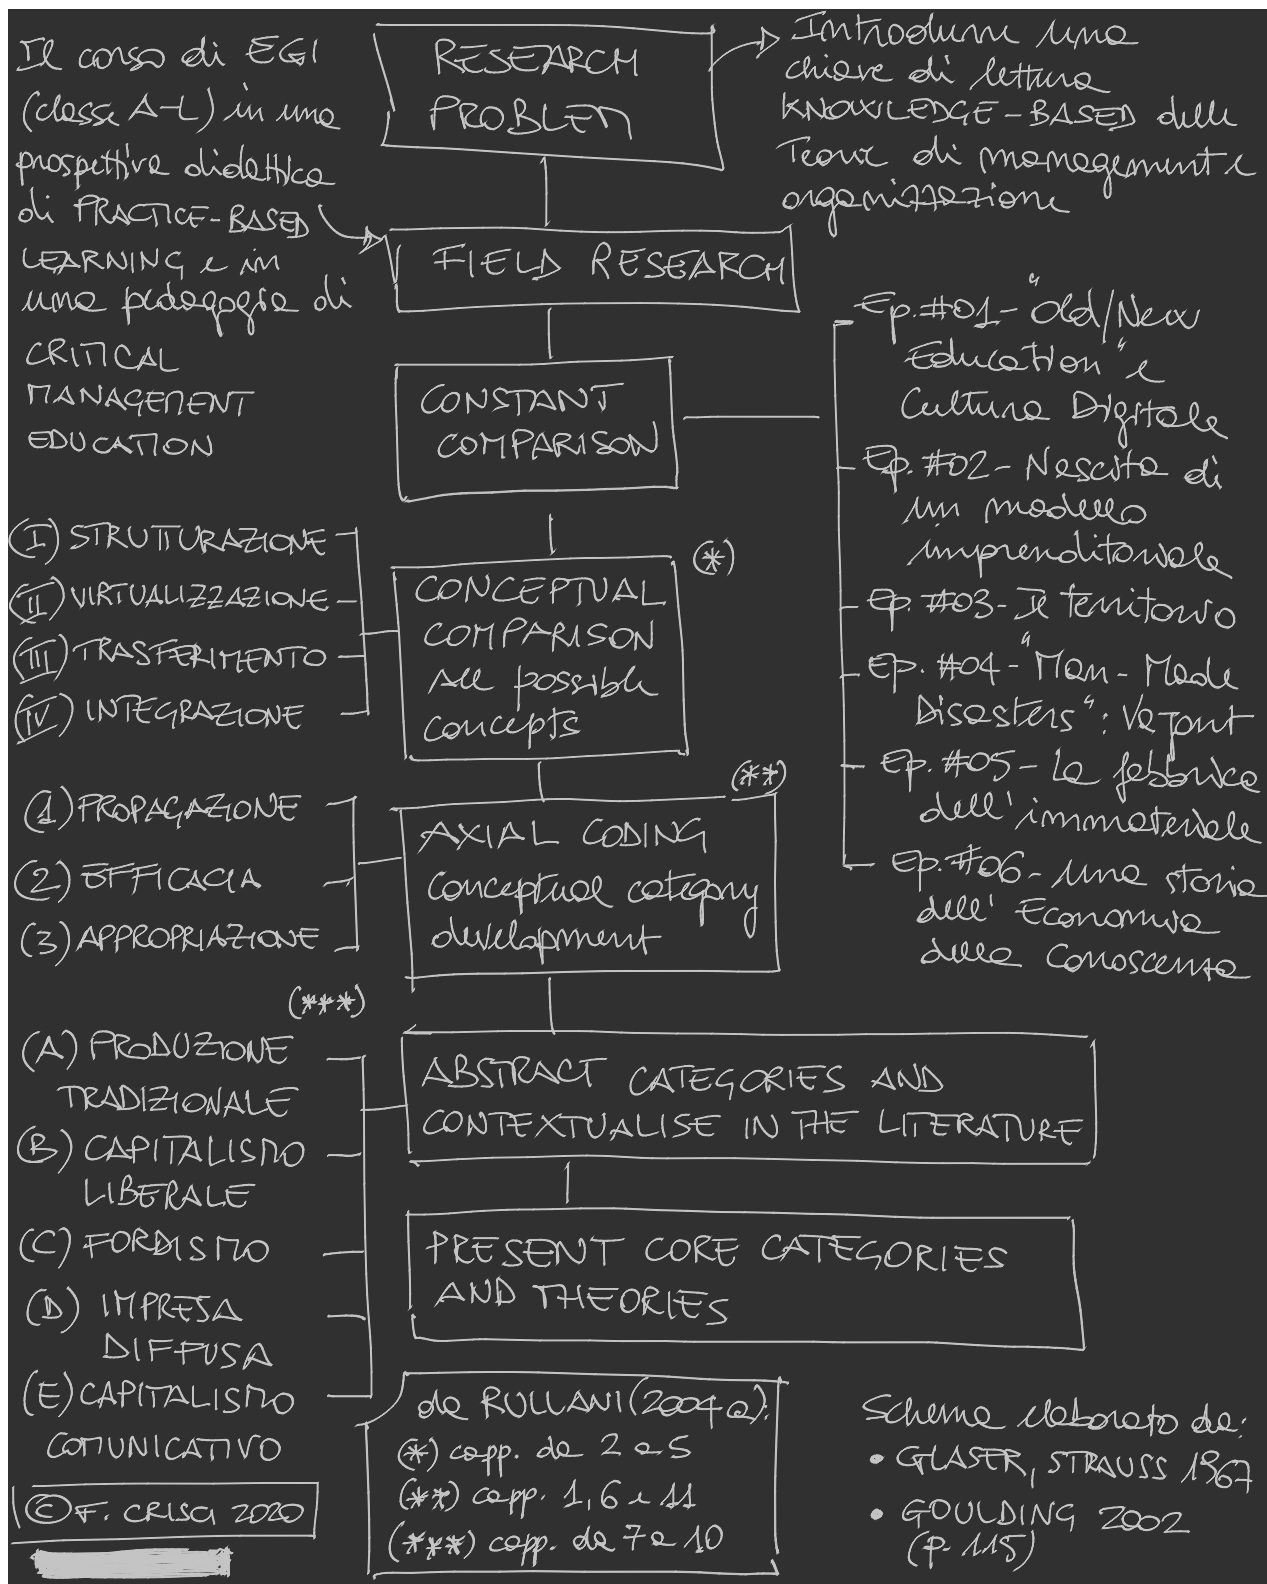 Il corso di EGI
(classe A-L) in una
prospettiva didattica
di PRACTICE-BASED
LEARNING e in
una pedagogia di
CRITICAL
MANAGEMENT
EDUCATION
RESEARCH
PROBLEM
Introdurre una
chiave di lettura
KNOWLEDGE-BASED delle
Teorie di management e
organizzazione
FIELD RESEARCH
CONSTANT
COMPARISON
Ep. #01 - "Old/New
Education" e
Cultura Digitale
Ep. #02 - Nascita di
un modello
imprenditoriale
Ep. #03 - Il territorio
Ep. #04 - "Man-Made
Disasters": Vajont
Ep. #05 - La fabbrica
dell'immateriale
Ep. #06 - una storia
dell'Economia
della Conoscenza
(I) STRUTTURAZIONE
(II) VIRTUALIZZAZIONE
(III) TRASFERIMENTO
(IV) INTEGRAZIONE
(*)
CONCEPTUAL
COMPARISON
All possible
concepts
(1) PROPAGAZIONE
(2) EFFICACIA
(3) APPROPRIAZIONE
(**)
AXIAL CODING
Conceptual category
development
(***)
(A) PRODUZIONE
TRADIZIONALE
(B) CAPITALISMO
LIBERALE
(C) FORDISMO
(D) IMPRESA
DIFFUSA
(E) CAPITALISMO
COMUNICATIVO
ABSTRACT CATEGORIES AND
CONTEXTUALISE IN THE LITERATURE
PRESENT CORE CATEGORIES
AND THEORIES
da RULLANI (2004a):
(*) capp. da 2 a 5
(**) capp. 1, 6 e 11
(***) capp. da 7 a 10
Schema elaborato da:
• GLASER, STRAUSS 1967
• GOULDING 2002
(p. 115)
© F. CRISCI 2020